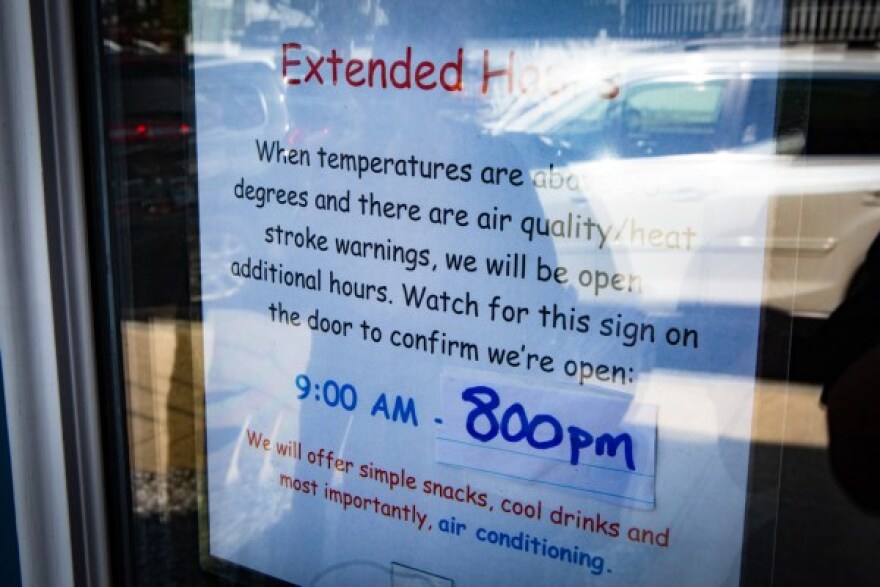 Extended Hours
When temperatures are above
degrees and there are air quality/heat
stroke warnings, we will be open
additional hours. Watch for this sign on
the door to confirm we're open:
9:00 AM - 800pm
We will offer simple snacks, cool drinks and
most importantly, air conditioning.